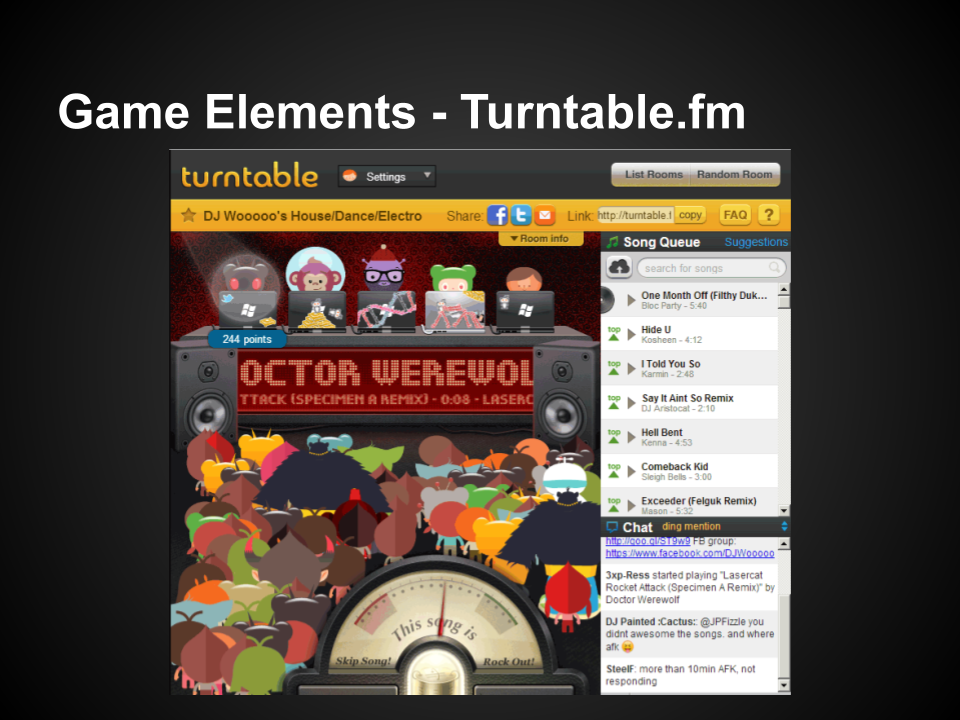 Game Elements - Turntable.fm
turntable
Settings
List Rooms
Random Room
DJ Wooooo's House/Dance/Electro
Share:
Link:
http://turntable.f
copy
FAQ
?
Room info
244 points
OCTOR WEREWOL
TTACK (SPECIMEN A REMIX) - 0:08 - LASERC
This song is
Skip Song!
Rock Out!
Song Queue
Suggestions
search for songs
One Month Off (Filthy Duk...
Bloc Party - 5:40
top
Hide U
Kosheen - 4:12
top
I Told You So
Karmin - 2:48
top
Say It Aint So Remix
DJ Aristocat - 2:10
top
Hell Bent
Kenna - 4:53
top
Comeback Kid
Sleigh Bells - 3:00
top
Exceeder (Felguk Remix)
Mason - 5:32
Chat
ding mention
http://goo.gl/ST9w9 FB group:
https://www.facebook.com/DJWooooo
3xp-Ress started playing "Lasercat
Rocket Attack (Specimen A Remix)" by
Doctor Werewolf
DJ Painted :Cactus:: @JPFizzle you
didnt awesome the songs. and where
afk
SteelF: more than 10min AFK, not
responding